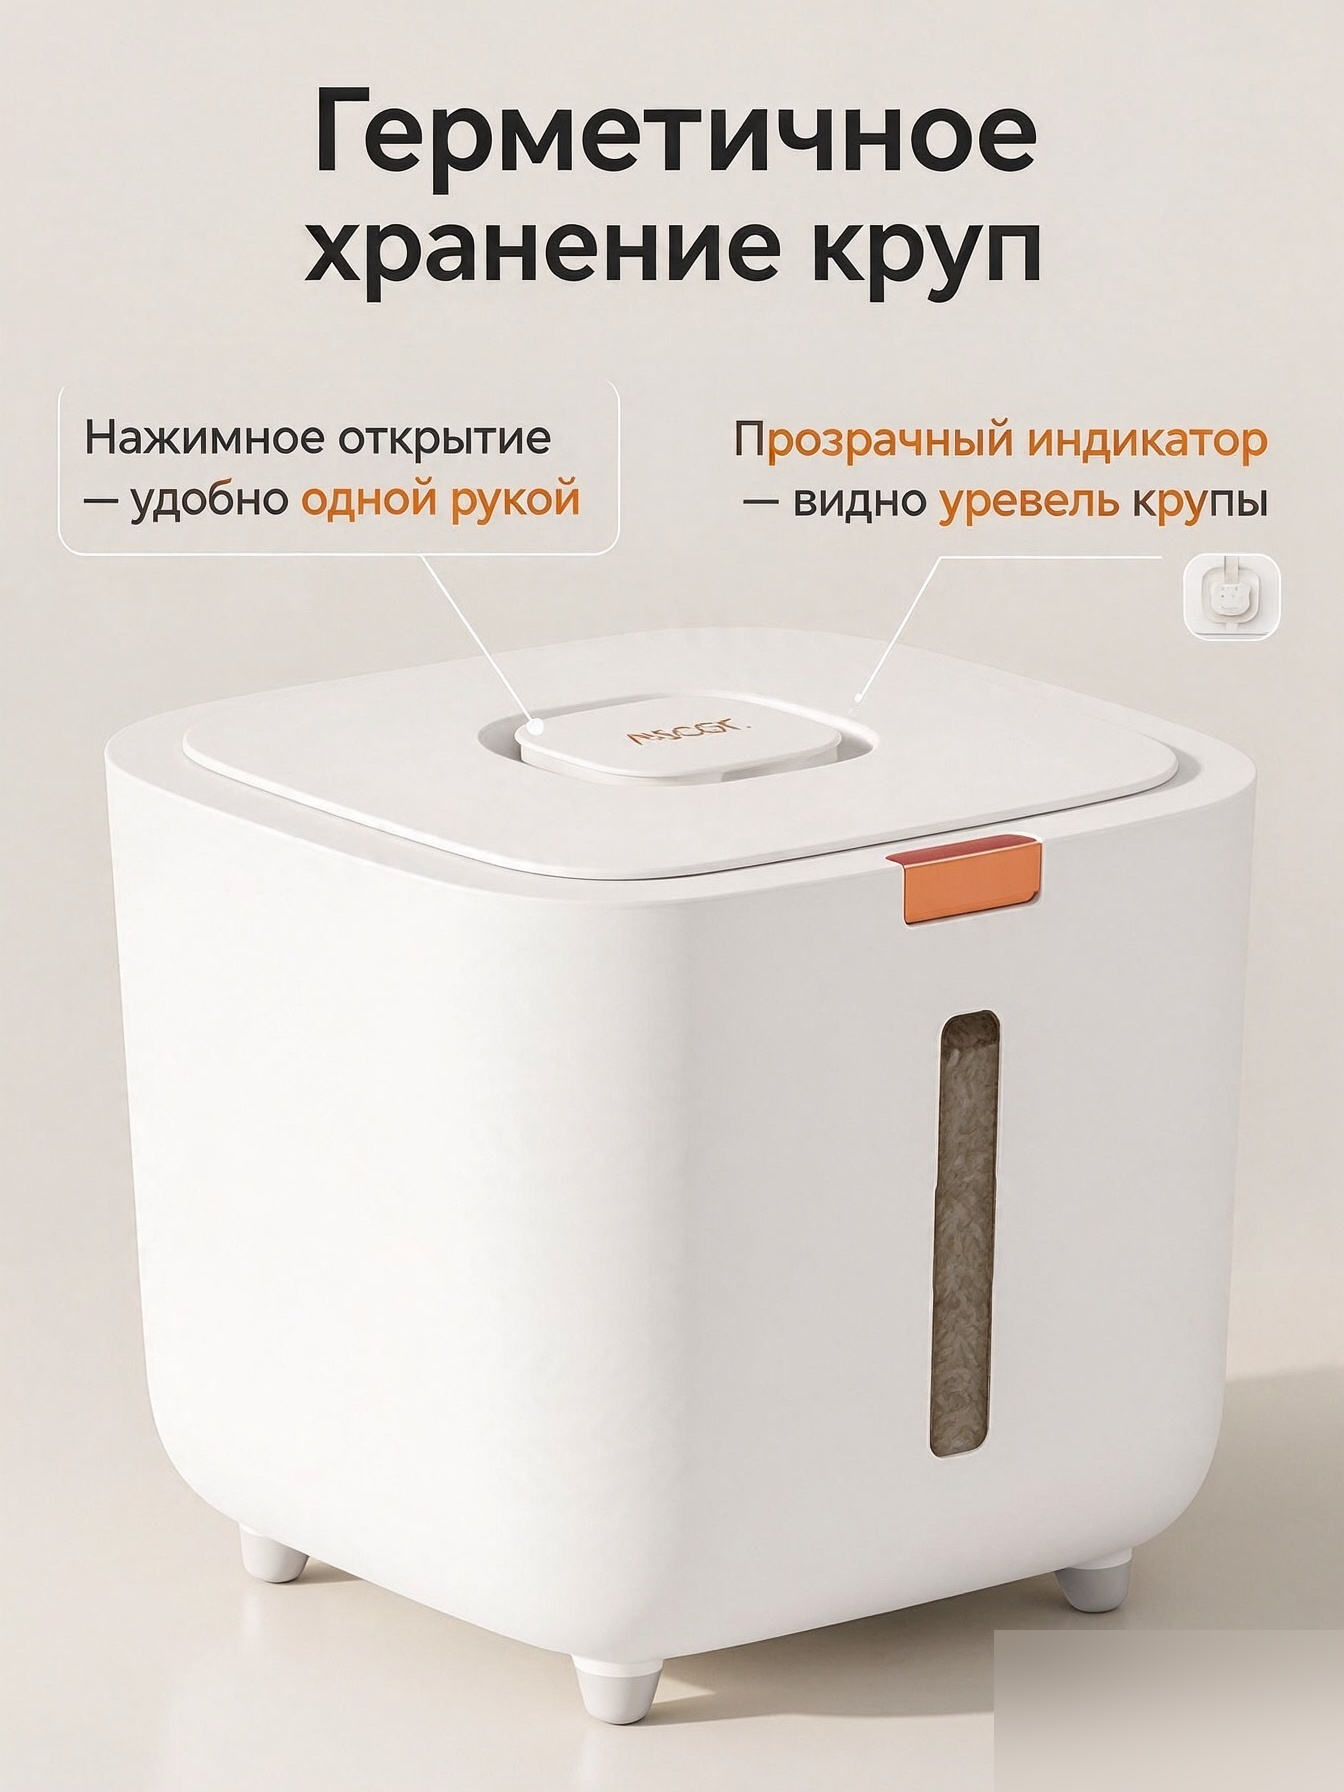 Герметичное
хранение круп
Нажимное открытие
— удобно одной рукой
Прозрачный индикатор
— видно уревель крупы